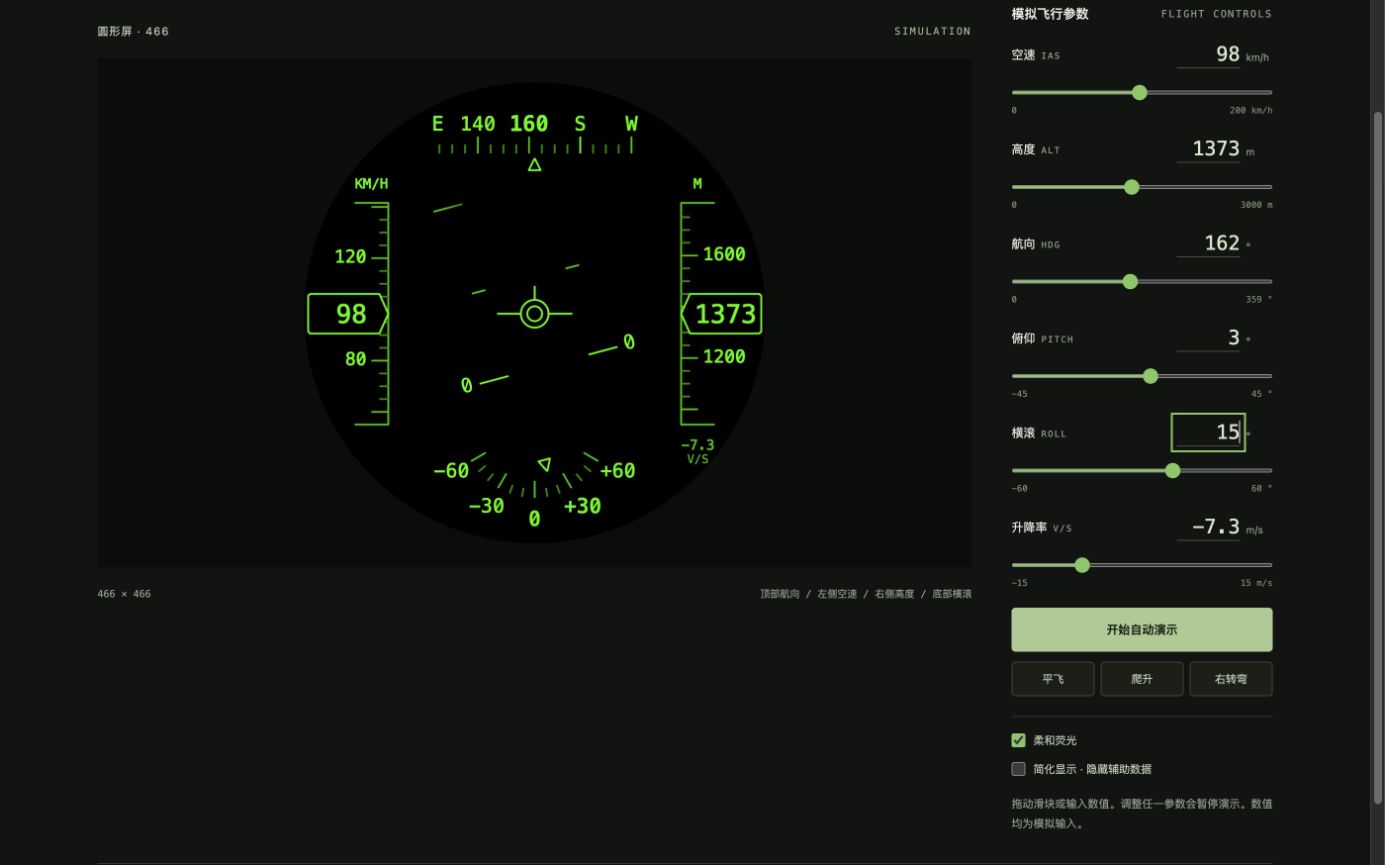 圆形屏 · 466
SIMULATION
E 140 160 S W
KM/H
M
120
98
80
1600
1373
1200
0
0
-7.3
V/S
-60
+60
-30
+30
0
466 × 466
顶部航向 / 左侧空速 / 右侧高度 / 底部横滚
模拟飞行参数
FLIGHT CONTROLS
空速 IAS
98 km/h
0
200 km/h
高度 ALT
1373 m
0
3000 m
航向 HDG
162 °
0
359 °
俯仰 PITCH
3 °
-45
45 °
横滚 ROLL
15 °
-60
60 °
升降率 V/S
-7.3 m/s
-15
15 m/s
开始自动演示
平飞
爬升
右转弯
柔和荧光
简化显示 · 隐藏辅助数据
拖动滑块或输入数值。调整任一参数会暂停演示。数值
均为模拟输入。